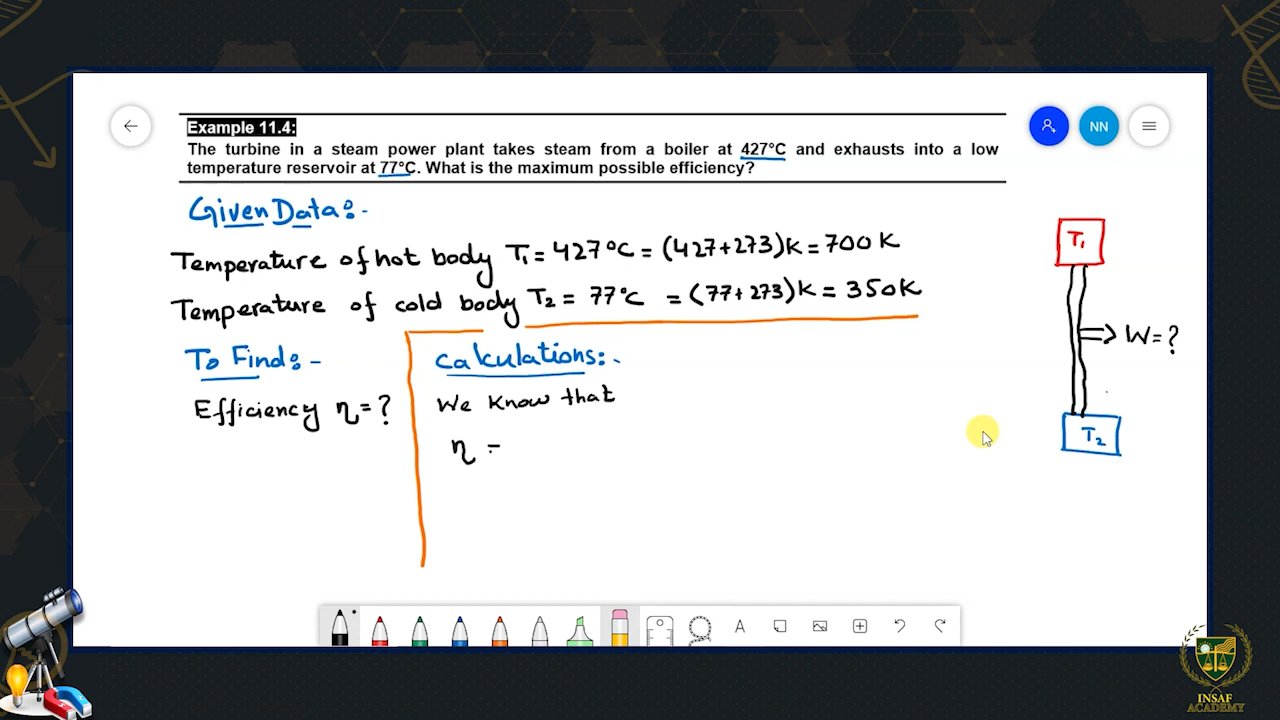 Example 11.4:
The turbine in a steam power plant takes steam from a boiler at 427°C and exhausts into a low
temperature reservoir at 77°C. What is the maximum possible efficiency?
NN
Given Data:-
Temperature of hot body T₁ = 427°C = (427+273)K = 700 K
Temperature of cold body T₂ = 77°C = (77+273)K = 350K
To Find:-
Efficiency η = ?
Calculations:-
We know that
η =
T₁
W = ?
T₂
A
INSAF
ACADEMY